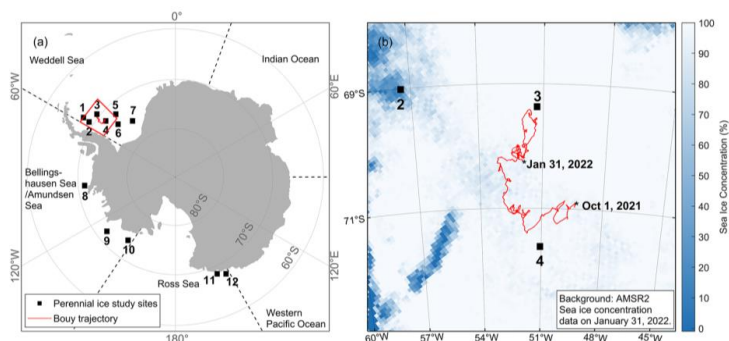 (a)
0°
Weddell Sea
Indian Ocean
60°W
60°E
1
2
3
4
5
6
7
Bellings-
hausen Sea
/Amundsen
Sea
8
9
10
80°S
70°S
60°S
120°W
120°E
Ross Sea
11
12
Western
Pacific Ocean
Perennial ice study sites
Bouy trajectory
180°
(b)
69°S
71°S
2
3
4
Jan 31, 2022
Oct 1, 2021
Background: AMSR2
Sea ice concentration
data on January 31, 2022.
60°W
57°W
54°W
51°W
48°W
45°W
100
90
80
70
60
50
40
30
20
10
0
Sea Ice Concentration (%)